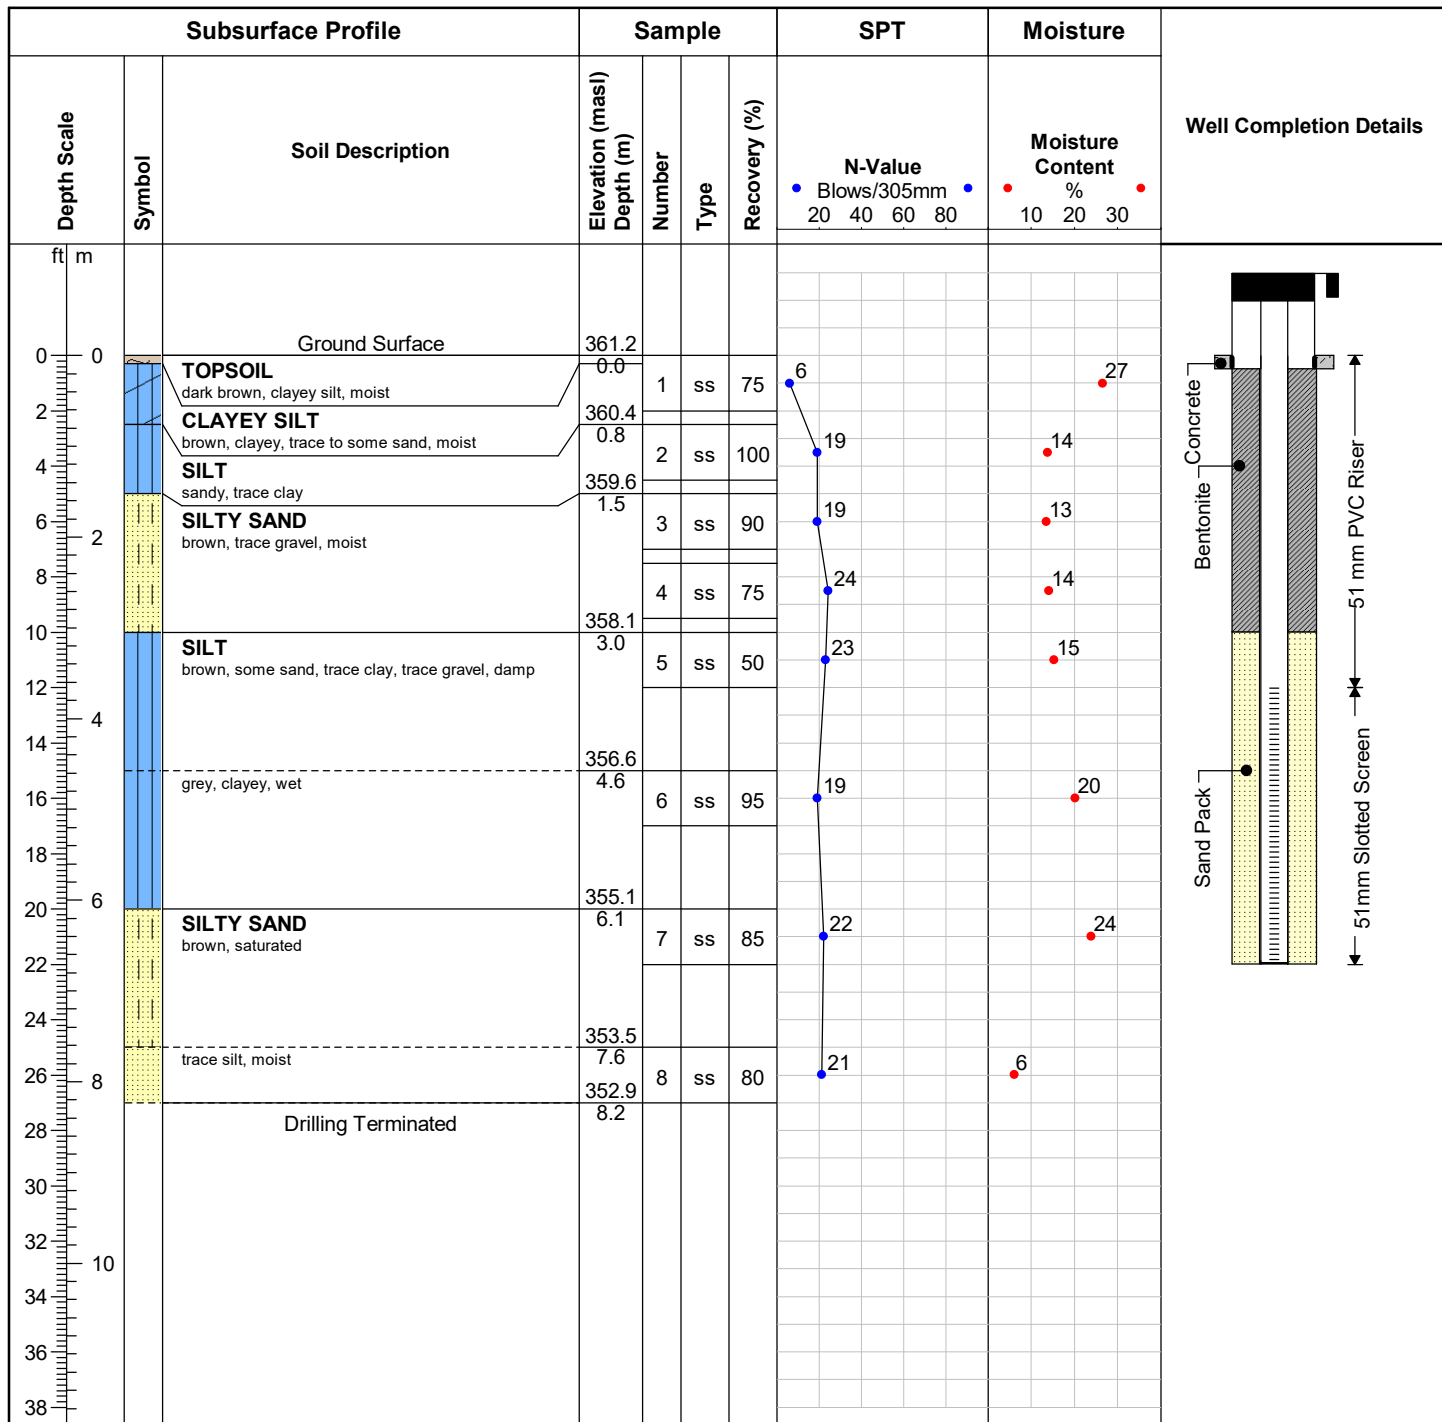 Subsurface Profile
Sample
SPT
Moisture
Depth Scale
Symbol
Soil Description
Elevation (masl)
Depth (m)
Number
Type
Recovery (%)
N-Value
Blows/305mm
20 40 60 80
Moisture
Content
%
10 20 30
Well Completion Details
ft m
Ground Surface
361.2
0 0
0.0
TOPSOIL
dark brown, clayey silt, moist
1 ss 75
6
27
2
360.4
CLAYEY SILT
0.8
brown, clayey, trace to some sand, moist
2 ss 100
19
14
4
SILT
359.6
sandy, trace clay
1.5
6
SILTY SAND
brown, trace gravel, moist
3 ss 90
19
13
2
8
4 ss 75
24
14
358.1
10
3.0
SILT
brown, some sand, trace clay, trace gravel, damp
5 ss 50
23
15
12
4
14
356.6
4.6
grey, clayey, wet
16
6 ss 95
19
20
18
6
355.1
20
6.1
SILTY SAND
brown, saturated
7 ss 85
22
24
22
24
353.5
7.6
trace silt, moist
26
8
352.9
8 ss 80
21
6
8.2
Drilling Terminated
28
30
32
10
34
36
38
Concrete
Bentonite
51 mm PVC Riser
Sand Pack
51mm Slotted Screen